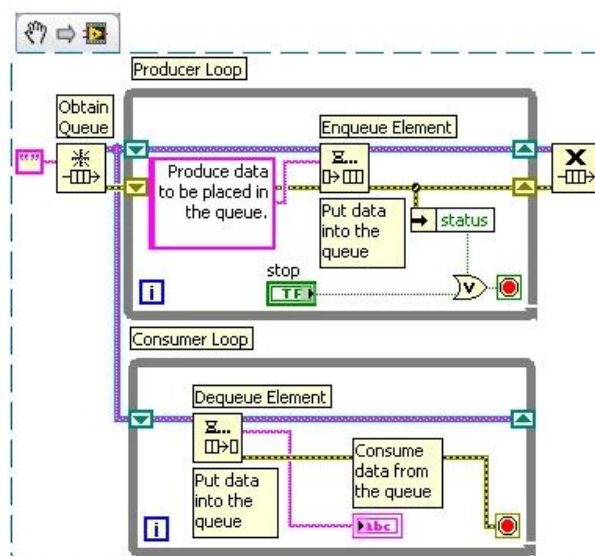 Producer Loop
Obtain
Queue
Enqueue Element
""
Produce data
to be placed in
the queue.
Put data
into the
queue
status
stop
TF
V
i
Consumer Loop
Dequeue Element
Put data
into the
queue
Consume
data from
the queue
abc
i